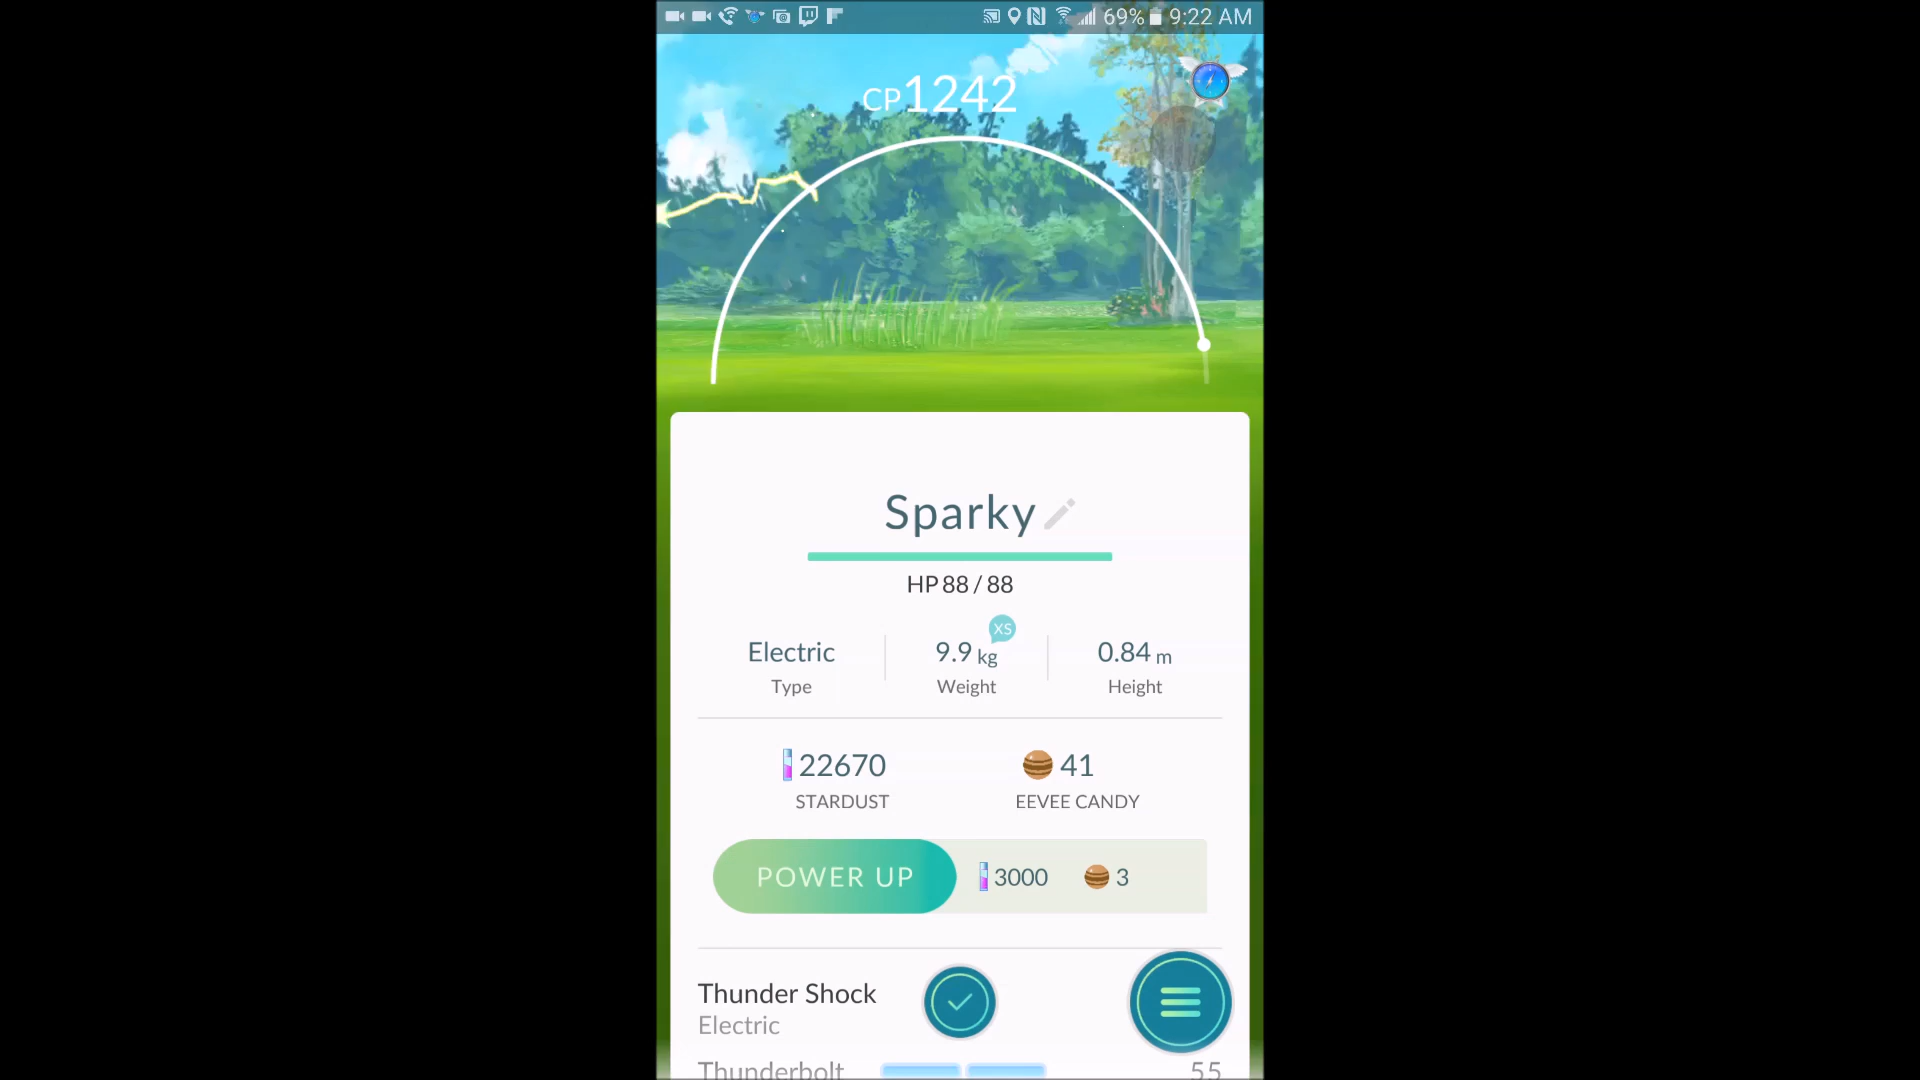 69% 9:22 AM
CP1242
Sparky
HP 88 / 88
XS
Electric 9.9 kg 0.84 m
Type Weight Height
22670 41
STARDUST EEVEE CANDY
POWER UP 3000 3
Thunder Shock
Electric
Thunderbolt 55